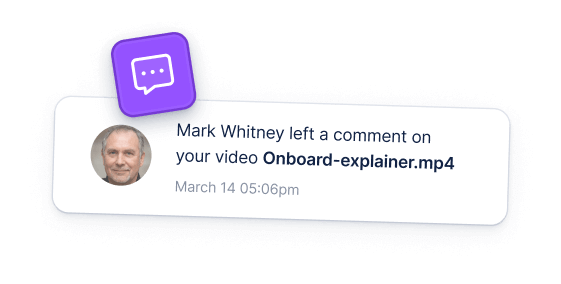 Mark Whitney left a comment on
your video Onboard-explainer.mp4
March 14 05:06pm